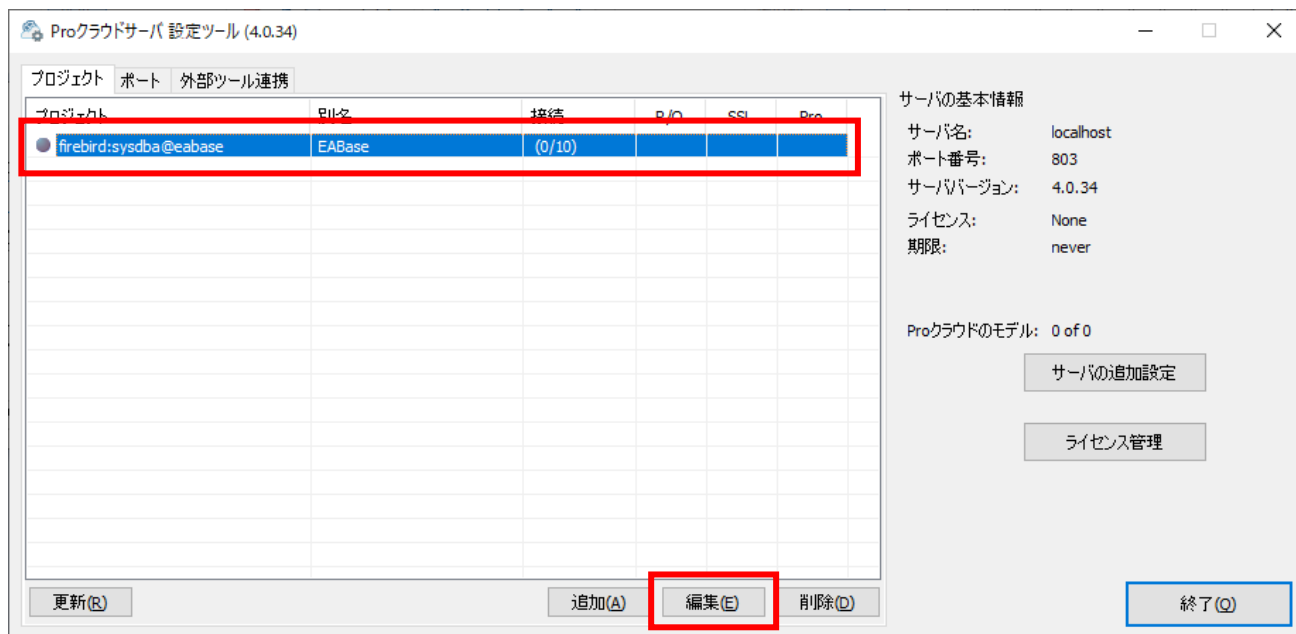 Proクラウドサーバ 設定ツール (4.0.34)
プロジェクト ポート 外部ツール連携
プロジェクト 別名 接続 R/O SSL Pro
firebird:sysdba@eabase EABase (0/10)
サーバの基本情報
サーバ名: localhost
ポート番号: 803
サーババージョン: 4.0.34
ライセンス: None
期限: never
Proクラウドのモデル: 0 of 0
サーバの追加設定
ライセンス管理
更新(R) 追加(A) 編集(E) 削除(D) 終了(O)